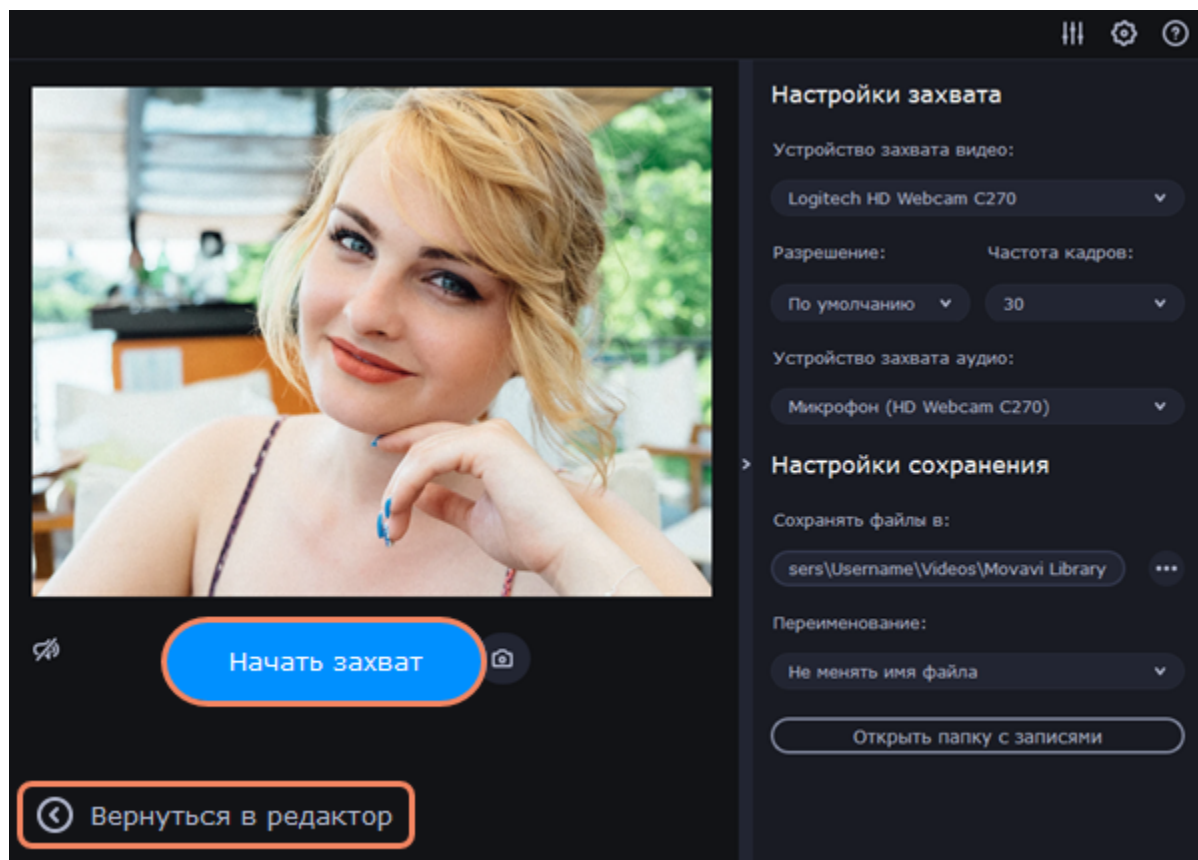 Настройки захвата
Устройство захвата видео:
Logitech HD Webcam C270
Разрешение: Частота кадров:
По умолчанию 30
Устройство захвата аудио:
Микрофон (HD Webcam C270)
Настройки сохранения
Сохранять файлы в:
sers\Username\Videos\Movavi Library
Переименование:
Не менять имя файла
Открыть папку с записями
Начать захват
Вернуться в редактор